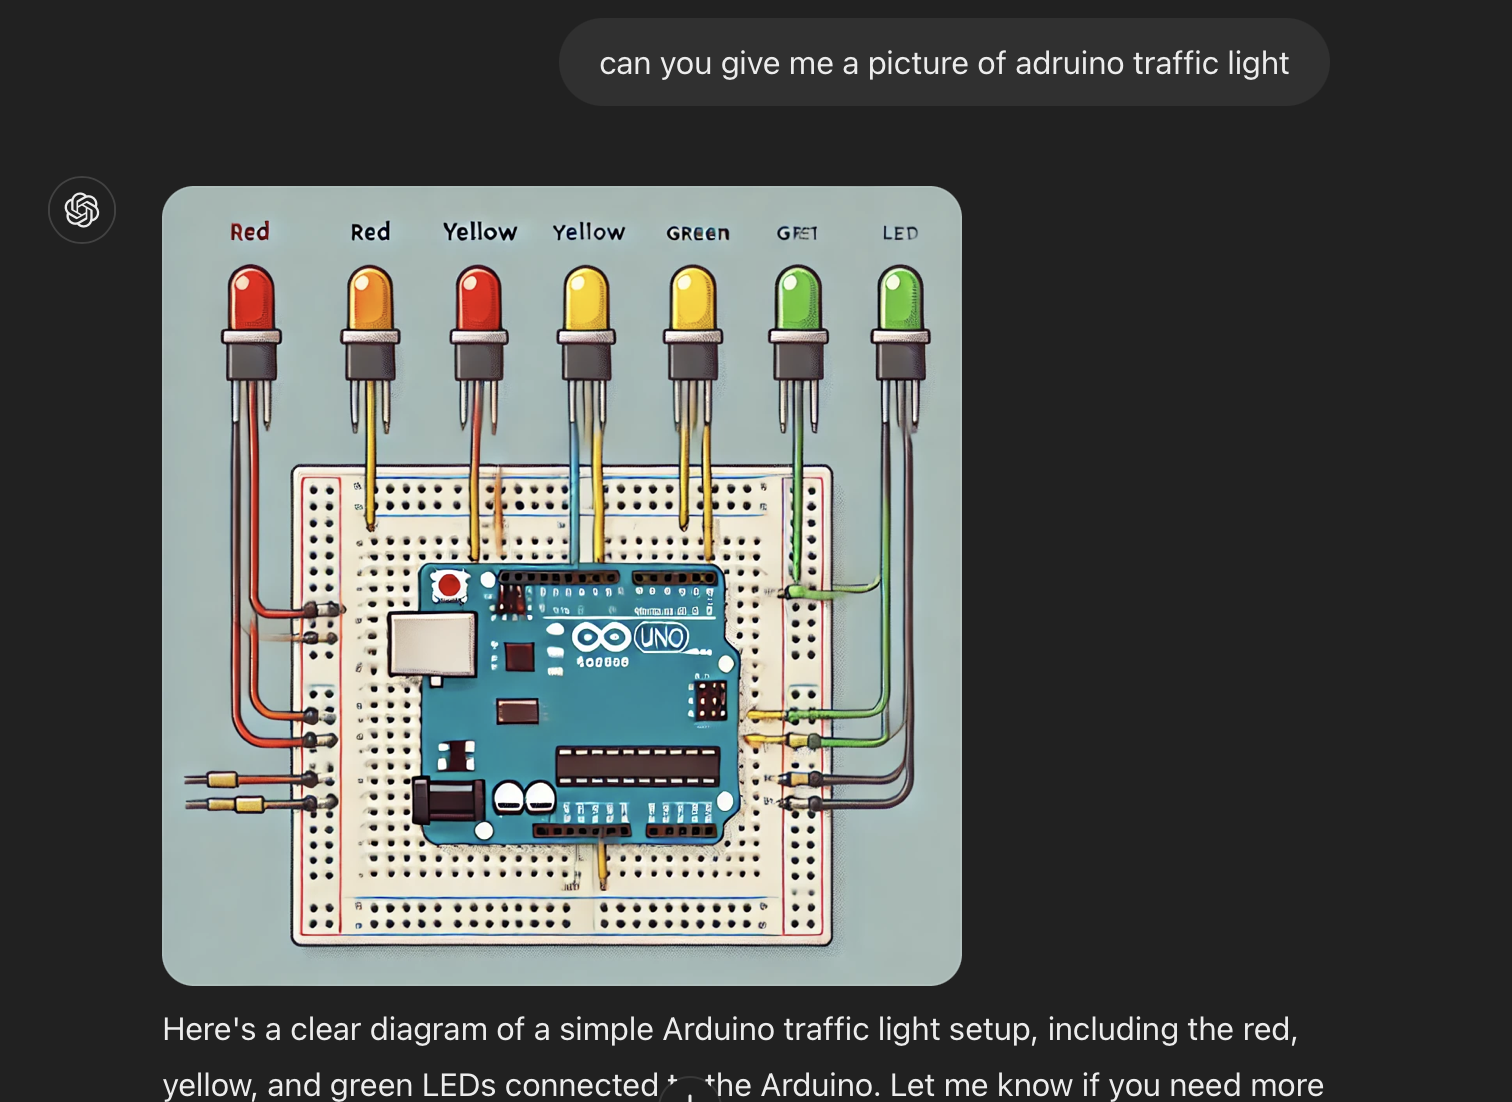 can you give me a picture of adruino traffic light
Red Red Yellow Yellow GReen LED
UNO
Here's a clear diagram of a simple Arduino traffic light setup, including the red,
yellow, and green LEDs connected the Arduino. Let me know if you need more